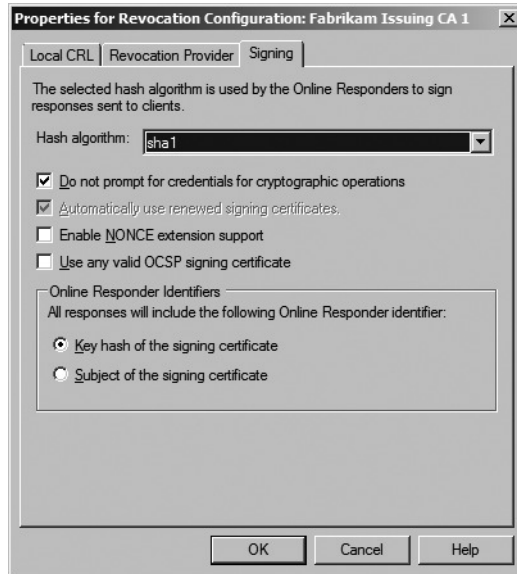 Properties for Revocation Configuration: Fabrikam Issuing CA 1
Local CRL
Revocation Provider
Signing
The selected hash algorithm is used by the Online Responders to sign
responses sent to clients.
Hash algorithm:
sha1
Do not prompt for credentials for cryptographic operations
Automatically use renewed signing certificates.
Enable NONCE extension support
Use any valid OCSP signing certificate
Online Responder Identifiers
All responses will include the following Online Responder identifier:
Key hash of the signing certificate
Subject of the signing certificate
OK
Cancel
Help